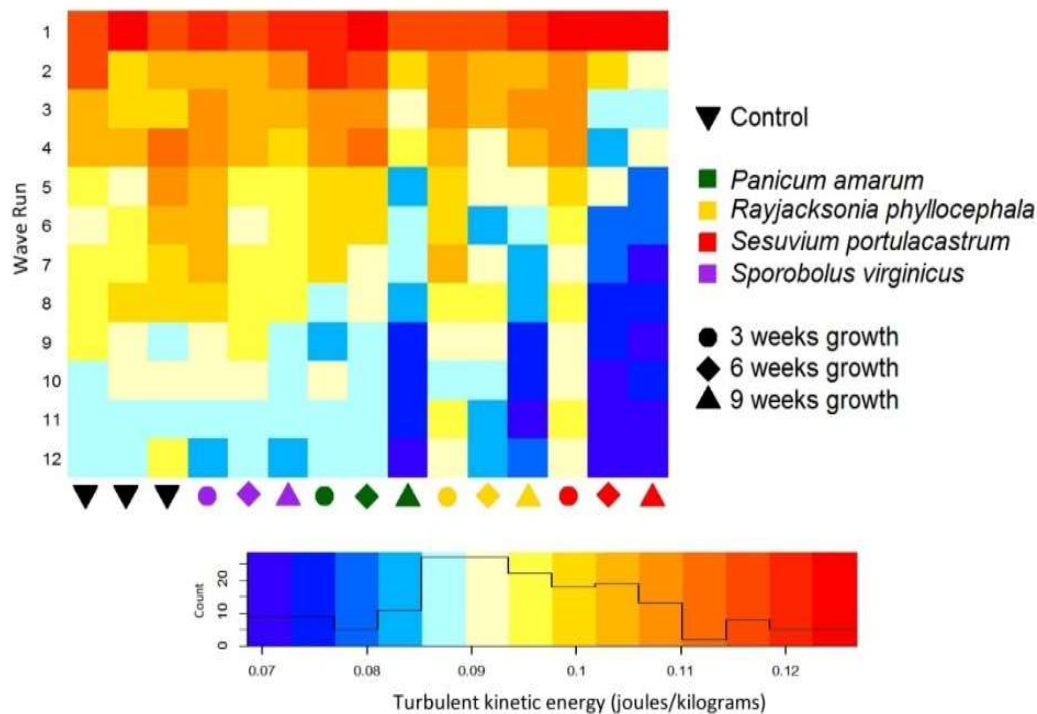 Wave Run
1
2
3
4
5
6
7
8
9
10
11
12
Control
Panicum amarum
Rayjacksonia phyllocephala
Sesuvium portulacastrum
Sporobolus virginicus
3 weeks growth
6 weeks growth
9 weeks growth
Count
20
10
0
0.07 0.08 0.09 0.1 0.11 0.12
Turbulent kinetic energy (joules/kilograms)